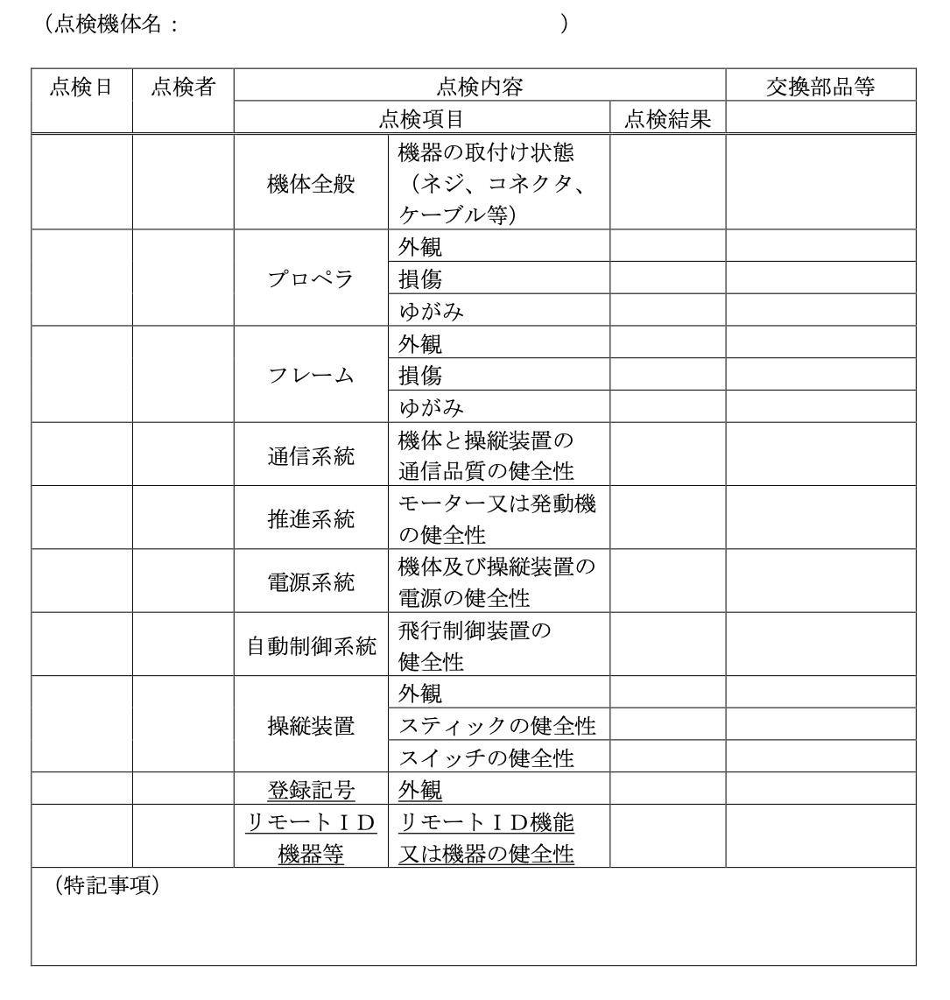 （点検機体名：　　　　　　　　　　　　　　　　　）
点検日 点検者 点検内容 交換部品等
点検項目 点検結果
機体全般
機器の取付け状態
（ネジ、コネクタ、
ケーブル等）
プロペラ
外観
損傷
ゆがみ
フレーム
外観
損傷
ゆがみ
通信系統
機体と操縦装置の
通信品質の健全性
推進系統
モーター又は発動機
の健全性
電源系統
機体及び操縦装置の
電源の健全性
自動制御系統
飛行制御装置の
健全性
操縦装置
外観
スティックの健全性
スイッチの健全性
登録記号 外観
リモートＩＤ
機器等
リモートＩＤ機能
又は機器の健全性
（特記事項）